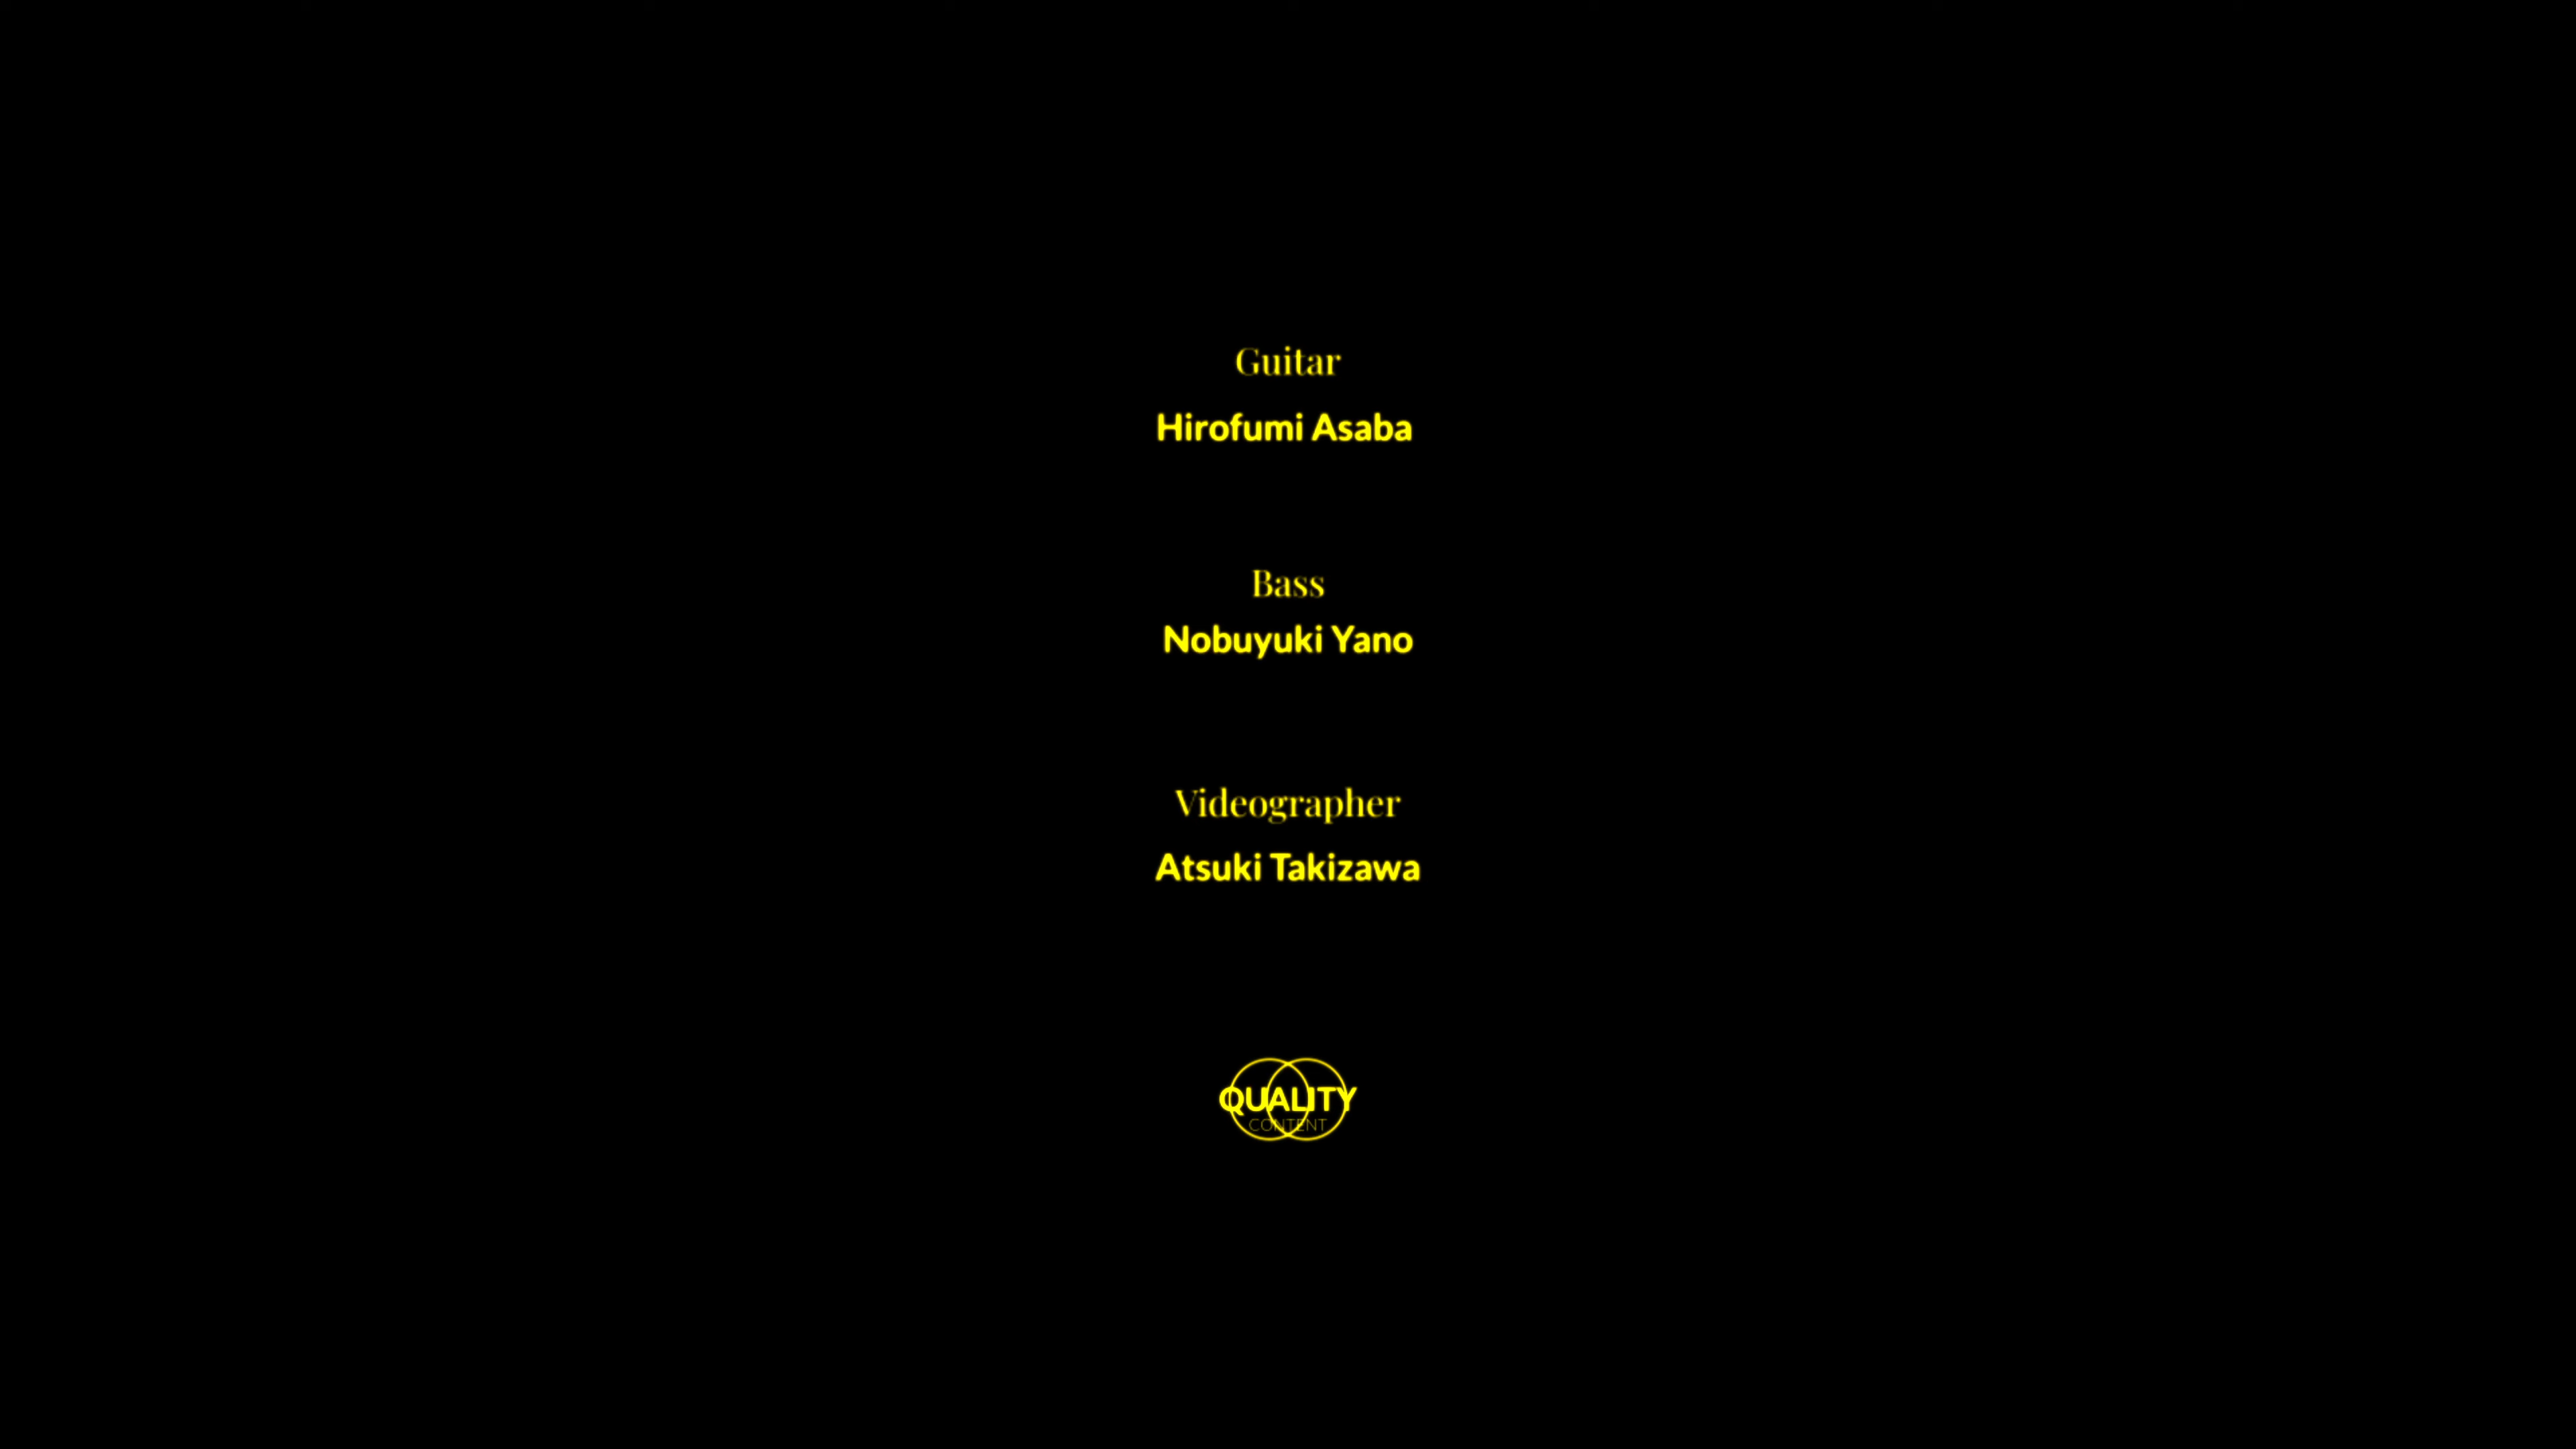 Guitar
Hirofumi Asaba
Bass
Nobuyuki Yano
Videographer
Atsuki Takizawa
QUALITY
CONTENT